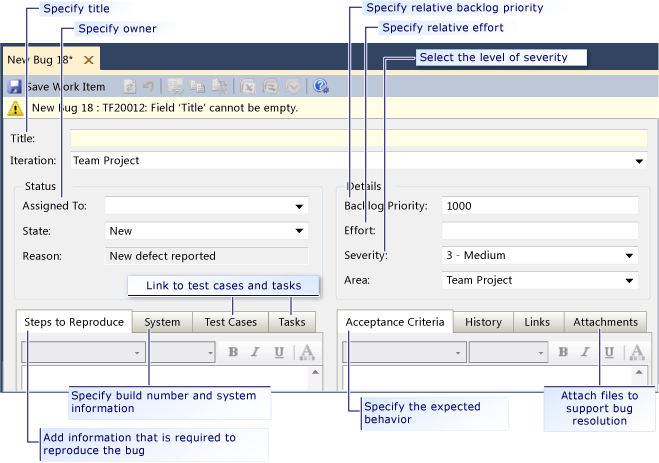 Specify title
Specify relative backlog priority
Specify owner
Specify relative effort
Select the level of severity
New Bug 18*
Save Work Item
New Bug 18 : TF20012: Field 'Title' cannot be empty.
Title:
Iteration: Team Project
Status
Assigned To:
State: New
Reason: New defect reported
Details
Backlog Priority: 1000
Effort:
Severity: 3 - Medium
Area: Team Project
Link to test cases and tasks
Steps to Reproduce System Test Cases Tasks
Acceptance Criteria History Links Attachments
B I U A
B I U A
Specify build number and system
information
Add information that is required to
reproduce the bug
Specify the expected
behavior
Attach files to
support bug
resolution